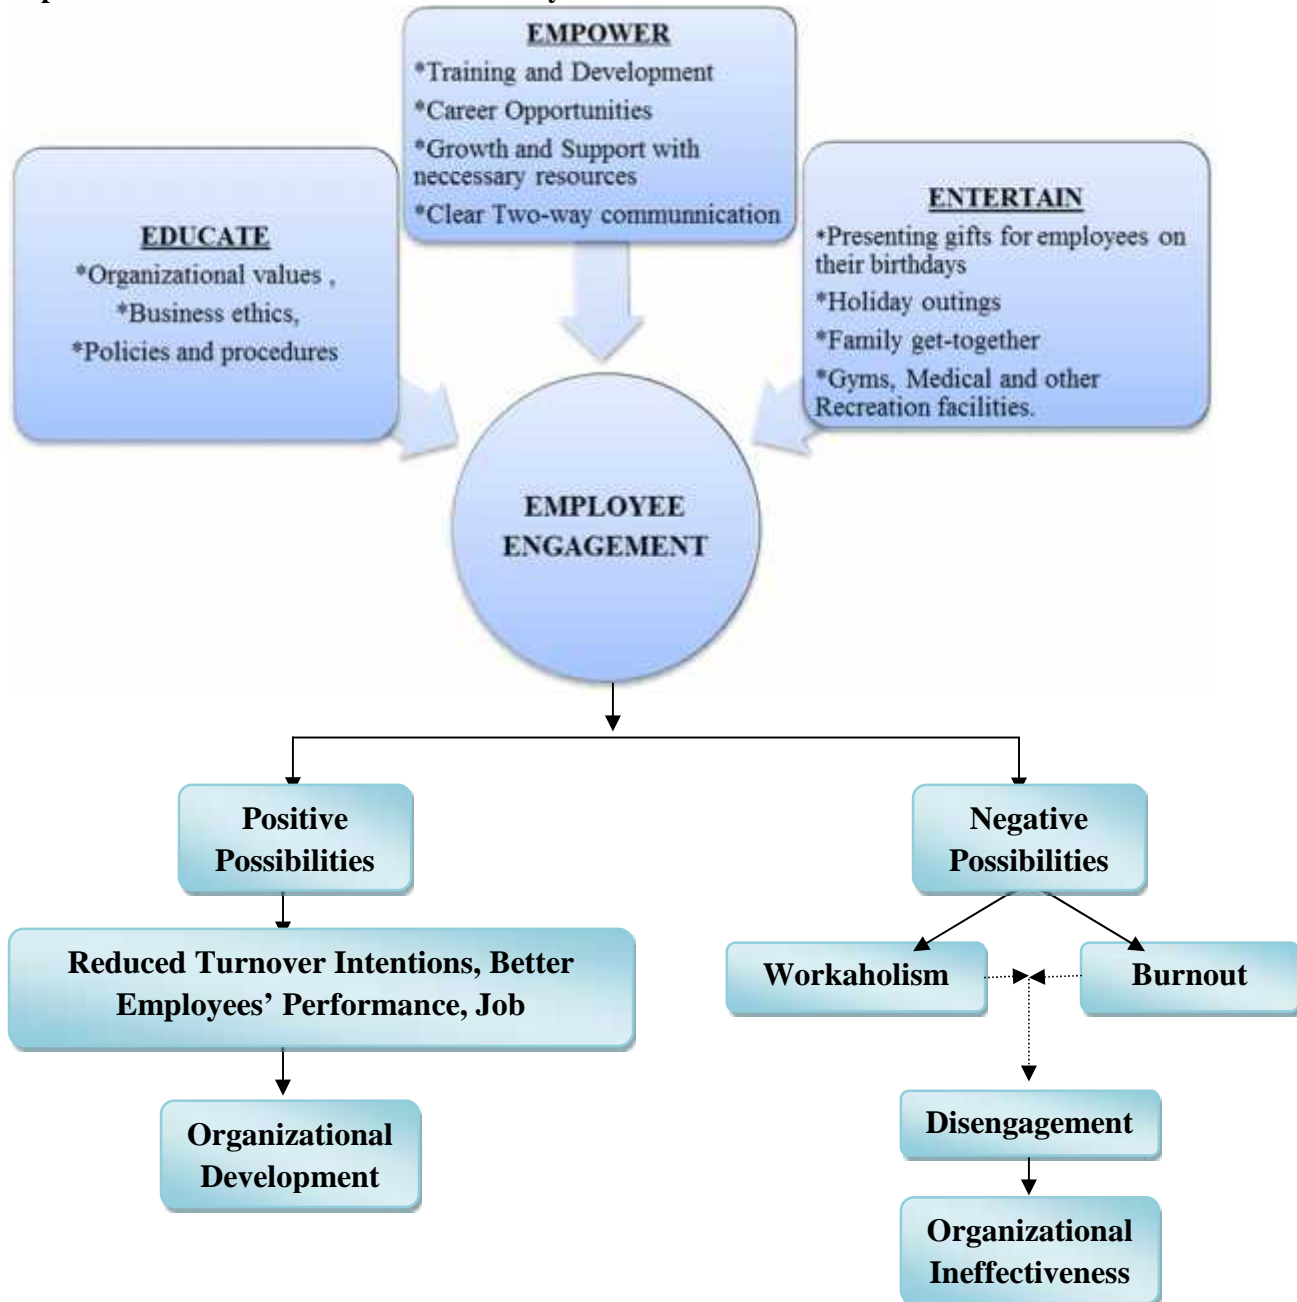 EMPOWER
*Training and Development
*Career Opportunities
*Growth and Support with
neccessary resources
*Clear Two-way communnication
EDUCATE
*Organizational values ,
*Business ethics,
*Policies and procedures
ENTERTAIN
*Presenting gifts for employees on
their birthdays
*Holiday outings
*Family get-together
*Gyms, Medical and other
Recreation facilities.
EMPLOYEE
ENGAGEMENT
Positive
Possibilities
Negative
Possibilities
Reduced Turnover Intentions, Better
Employees’ Performance, Job
Workaholism
Burnout
Organizational
Development
Disengagement
Organizational
Ineffectiveness